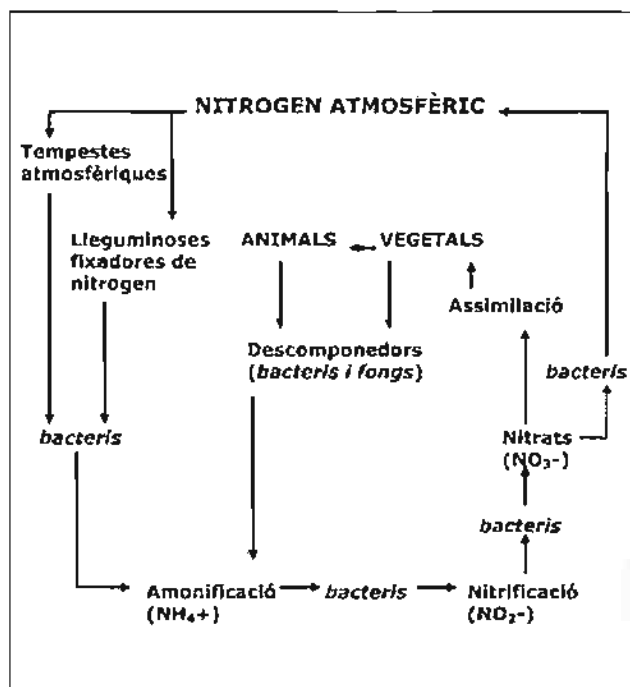 NITROGEN ATMOSFÈRIC
Tempestes
atmosfèriques
Lleguminoses
fixadores de
nitrogen
ANIMALS
VEGETALS
Assimilació
Descomponedors
(bacteris i fongs)
bacteris
bacteris
Nitrats
(NO₃-)
bacteris
Amonificació
(NH₄+)
bacteris
Nitrificació
(NO₂-)